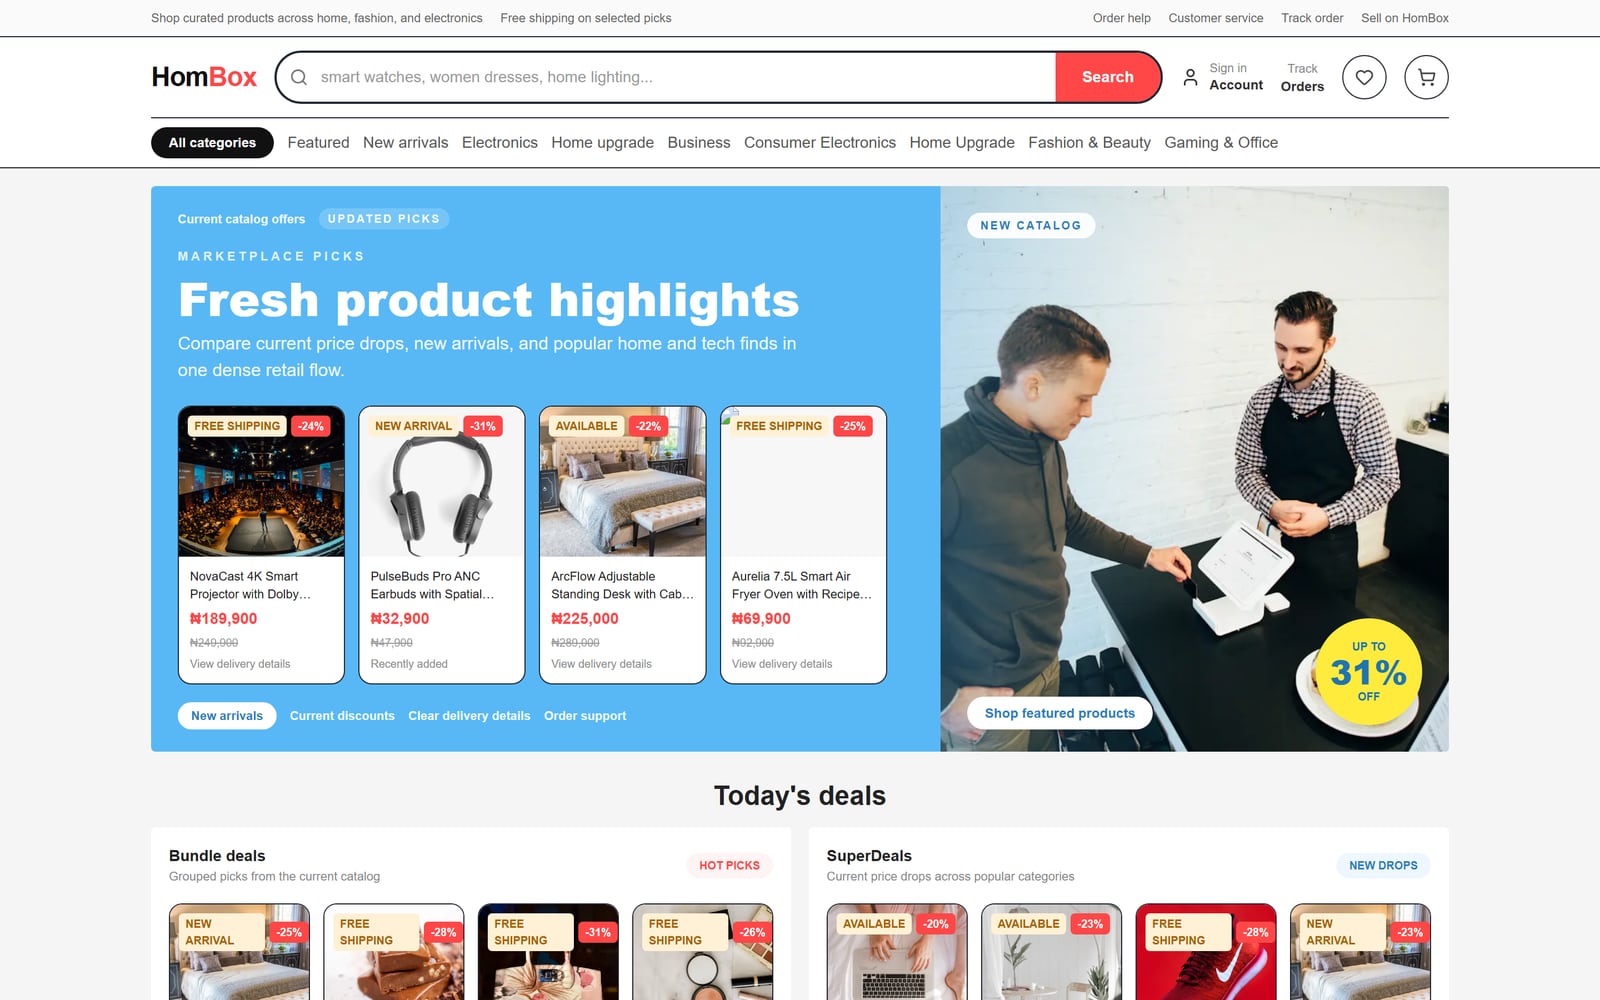 Shop curated products across home, fashion, and electronics
Free shipping on selected picks
Order help
Customer service
Track order
Sell on HomBox
HomBox
smart watches, women dresses, home lighting...
Search
Sign in
Account
Track
Orders
All categories
Featured
New arrivals
Electronics
Home upgrade
Business
Consumer Electronics
Home Upgrade
Fashion & Beauty
Gaming & Office
Current catalog offers
UPDATED PICKS
MARKETPLACE PICKS
Fresh product highlights
Compare current price drops, new arrivals, and popular home and tech finds in
one dense retail flow.
FREE SHIPPING
-24%
NovaCast 4K Smart
Projector with Dolby…
₦189,900
₦249,000
View delivery details
NEW ARRIVAL
-31%
PulseBuds Pro ANC
Earbuds with Spatial…
₦32,900
₦47,900
Recently added
AVAILABLE
-22%
ArcFlow Adjustable
Standing Desk with Cab…
₦225,000
₦289,000
View delivery details
FREE SHIPPING
-25%
Aurelia 7.5L Smart Air
Fryer Oven with Recipe…
₦69,900
₦92,900
View delivery details
New arrivals
Current discounts
Clear delivery details
Order support
NEW CATALOG
Shop featured products
UP TO
31%
OFF
Today's deals
Bundle deals
Grouped picks from the current catalog
HOT PICKS
NEW
ARRIVAL
-25%
FREE
SHIPPING
-28%
FREE
SHIPPING
-31%
FREE
SHIPPING
-26%
SuperDeals
Current price drops across popular categories
NEW DROPS
AVAILABLE
-20%
AVAILABLE
-23%
FREE
SHIPPING
-28%
NEW
ARRIVAL
-23%